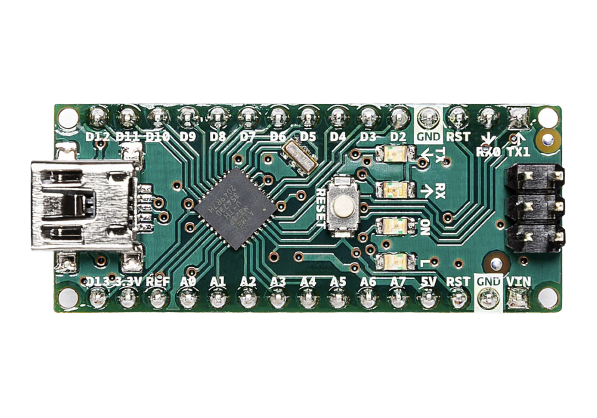 D12 D11 D10 D9 D8 D7 D6 D5 D4 D3 D2 GND RST RX0 TX1
TX
RX
RESET
ON
L
D13 3.3V REF A0 A1 A2 A3 A4 A5 A6 A7 5V RST GND VIN